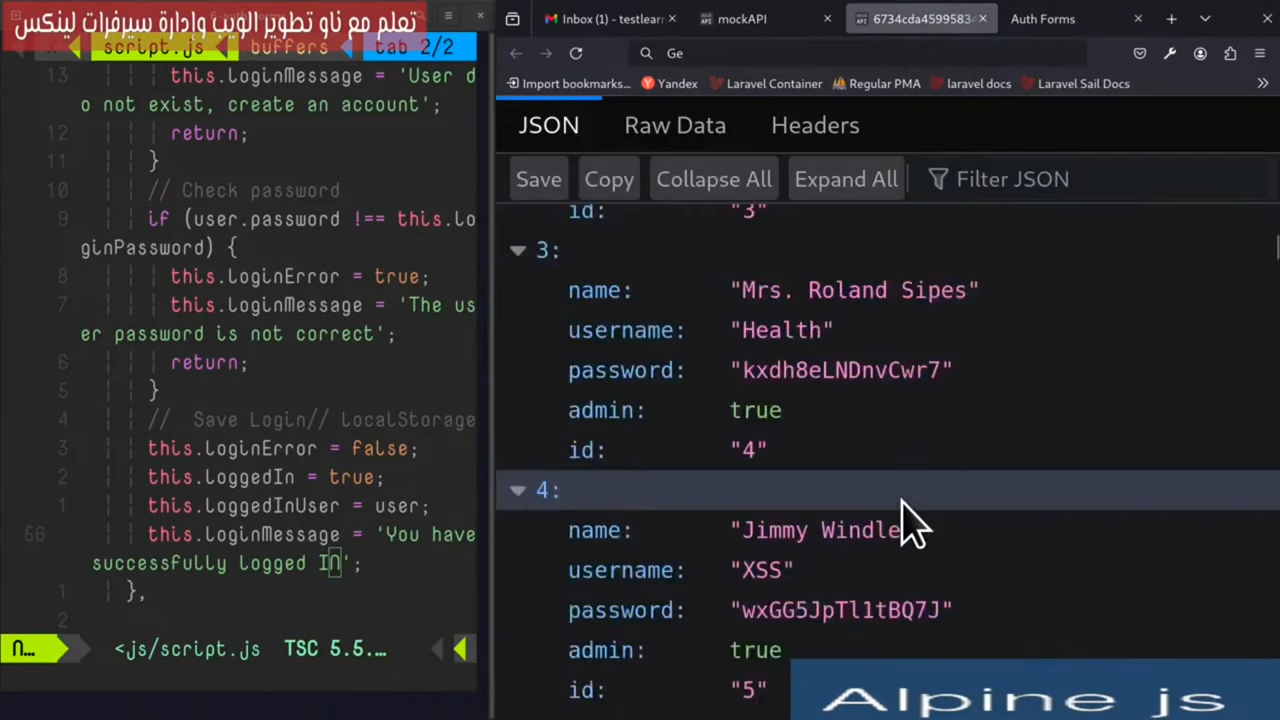 تعلم مع ناو تطوير الويب وإدارة سيرفرات لينكس
script.js
buffers
tab 2/2
13 this.LoginMessage = 'User d
o not exist, create an account';
12 return;
11 }
10 // Check password
9 if (user.password !== this.Lo
ginPassword) {
8 this.LoginError = true;
7 this.LoginMessage = 'The us
er password is not correct';
6 return;
5 }
4 // Save Login// LocalStorage
3 this.LoginError = false;
2 this.LoggedIn = true;
1 this.LoggedInUser = user;
56 this.LoginMessage = 'You have
successfully logged In';
1 },
2
n… <js/script.js TSC 5.5.…
Inbox (1) - testlearn
mockAPI
6734cda4599583
Auth Forms
Ge
Import bookmarks…
Yandex
Laravel Container
Regular PMA
laravel docs
Laravel Sail Docs
JSON
Raw Data
Headers
Save
Copy
Collapse All
Expand All
Filter JSON
id: "3"
3:
name: "Mrs. Roland Sipes"
username: "Health"
password: "kxdh8eLNDnvCwr7"
admin: true
id: "4"
4:
name: "Jimmy Windle
username: "XSS"
password: "wxGG5JpTl1tBQ7J"
admin: true
id: "5"
Alpine js